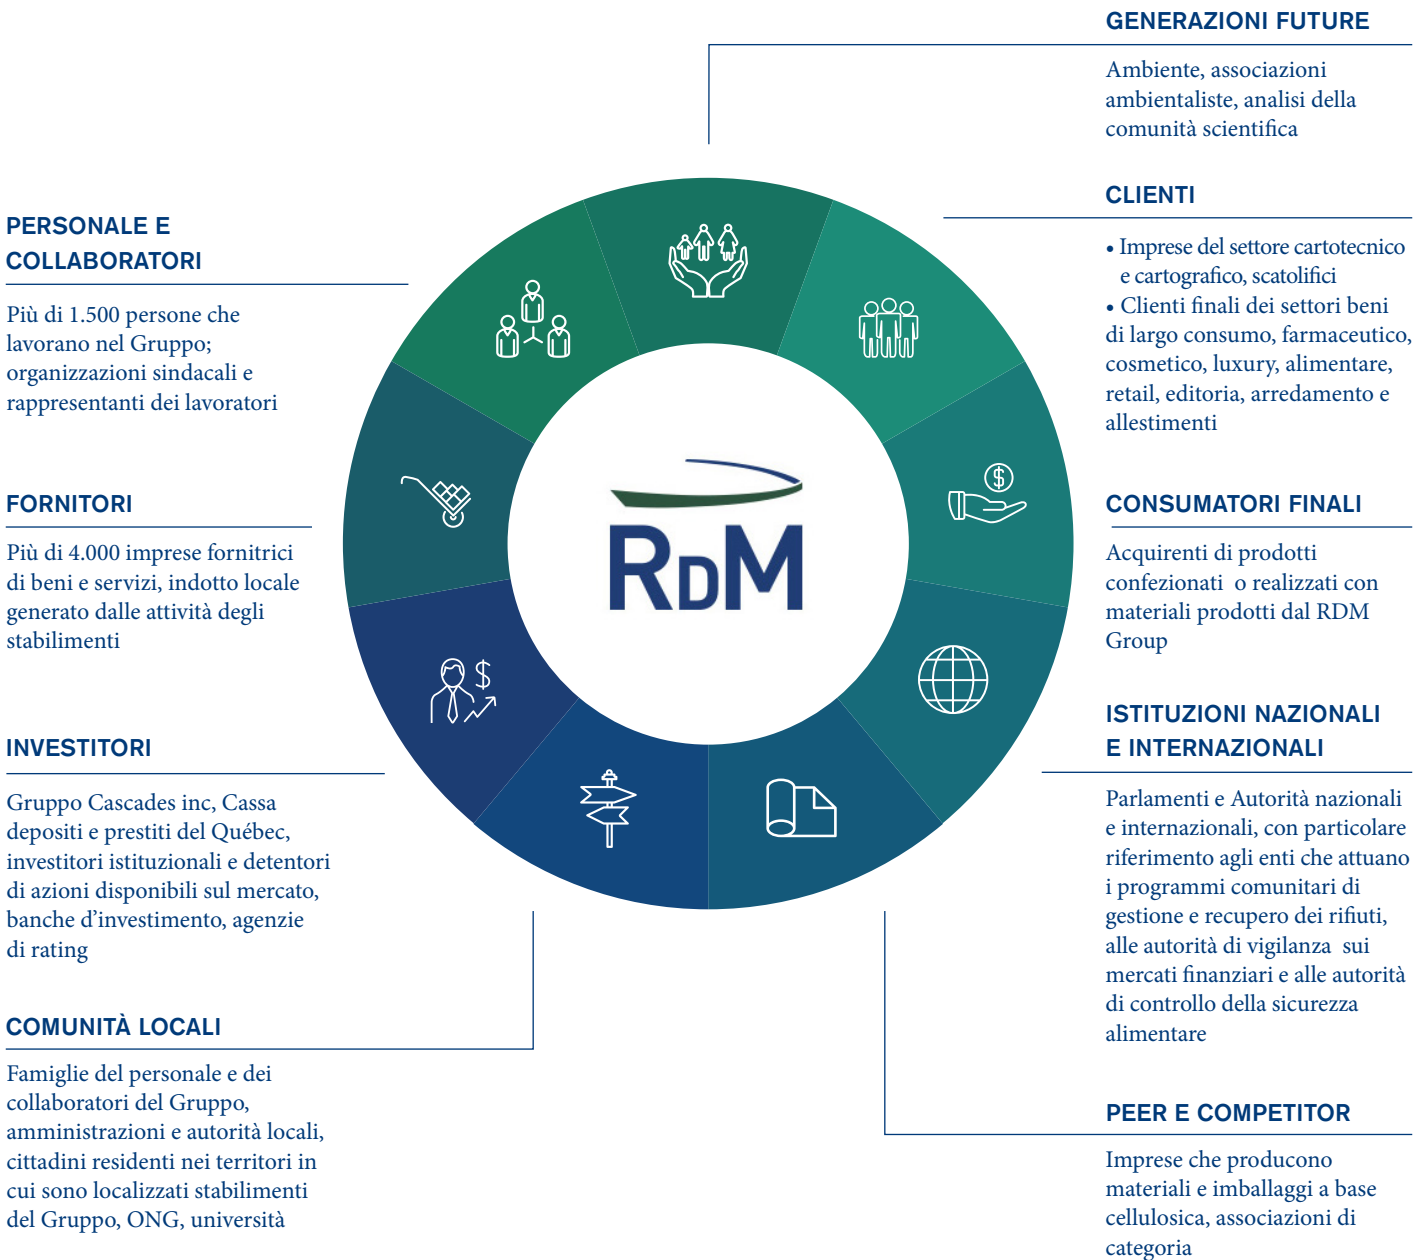 GENERAZIONI FUTURE
Ambiente, associazioni
ambientaliste, analisi della
comunità scientifica
CLIENTI
• Imprese del settore cartotecnico
e cartografico, scatolifici
• Clienti finali dei settori beni
di largo consumo, farmaceutico,
cosmetico, luxury, alimentare,
retail, editoria, arredamento e
allestimenti
CONSUMATORI FINALI
Acquirenti di prodotti
confezionati o realizzati con
materiali prodotti dal RDM
Group
ISTITUZIONI NAZIONALI
E INTERNAZIONALI
Parlamenti e Autorità nazionali
e internazionali, con particolare
riferimento agli enti che attuano
i programmi comunitari di
gestione e recupero dei rifiuti,
alle autorità di vigilanza sui
mercati finanziari e alle autorità
di controllo della sicurezza
alimentare
PEER E COMPETITOR
Imprese che producono
materiali e imballaggi a base
cellulosica, associazioni di
categoria
PERSONALE E
COLLABORATORI
Più di 1.500 persone che
lavorano nel Gruppo;
organizzazioni sindacali e
rappresentanti dei lavoratori
FORNITORI
Più di 4.000 imprese fornitrici
di beni e servizi, indotto locale
generato dalle attività degli
stabilimenti
INVESTITORI
Gruppo Cascades inc, Cassa
depositi e prestiti del Québec,
investitori istituzionali e detentori
di azioni disponibili sul mercato,
banche d’investimento, agenzie
di rating
COMUNITÀ LOCALI
Famiglie del personale e dei
collaboratori del Gruppo,
amministrazioni e autorità locali,
cittadini residenti nei territori in
cui sono localizzati stabilimenti
del Gruppo, ONG, università
RDM
$
$